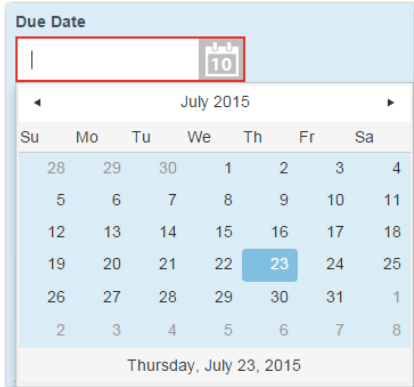 Due Date
10
July 2015
Su Mo Tu We Th Fr Sa
28 29 30 1 2 3 4
5 6 7 8 9 10 11
12 13 14 15 16 17 18
19 20 21 22 23 24 25
26 27 28 29 30 31 1
2 3 4 5 6 7 8
Thursday, July 23, 2015